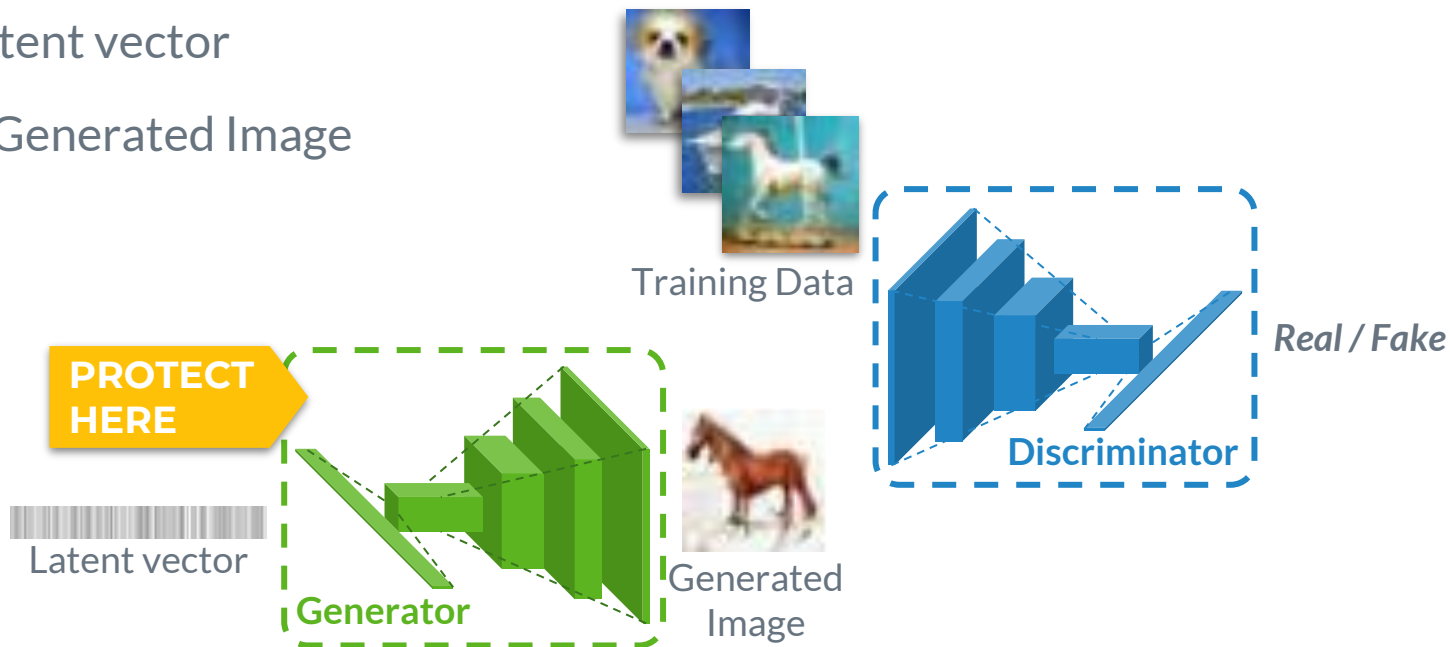 tent vector
Generated Image
Training Data
Real / Fake
PROTECT
HERE
Discriminator
Latent vector
Generated
Image
Generator